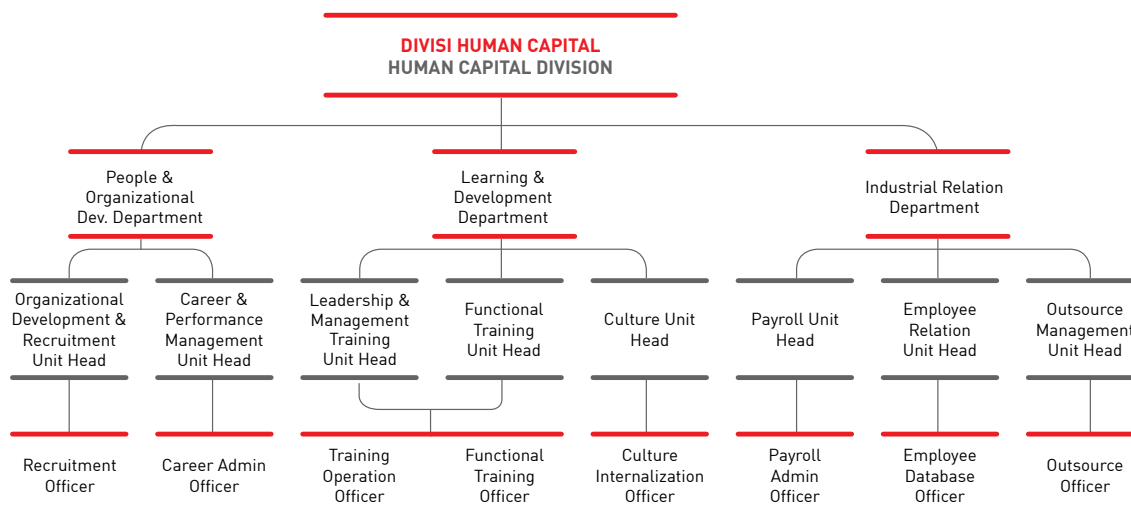 DIVISI HUMAN CAPITAL
HUMAN CAPITAL DIVISION
People &
Organizational
Dev. Department
Learning &
Development
Department
Industrial Relation
Department
Organizational
Development &
Recruitment
Unit Head
Career &
Performance
Management
Unit Head
Leadership &
Management
Training
Unit Head
Functional
Training
Unit Head
Culture Unit
Head
Payroll Unit
Head
Employee
Relation
Unit Head
Outsource
Management
Unit Head
Recruitment
Officer
Career Admin
Officer
Training
Operation
Officer
Functional
Training
Officer
Culture
Internalization
Officer
Payroll
Admin
Officer
Employee
Database
Officer
Outsource
Officer